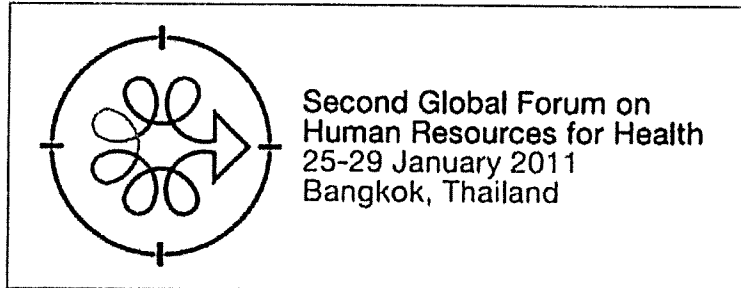 Second Global Forum on
Human Resources for Health
25-29 January 2011
Bangkok, Thailand